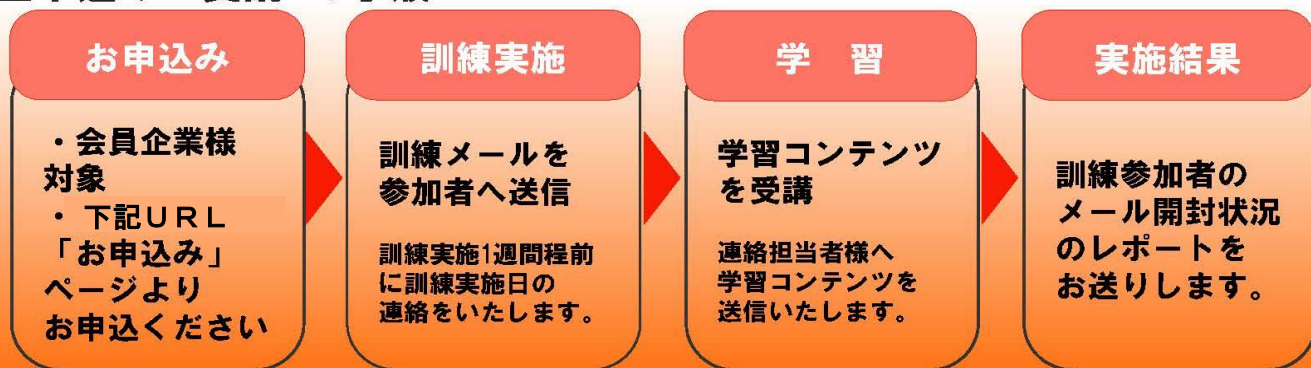 お申込み
・会員企業様
対象
・下記URL
「お申込み」
ページより
お申込ください
訓練実施
訓練メールを
参加者へ送信
訓練実施1週間程前
に訓練実施日の
連絡をいたします。
学 習
学習コンテンツ
を受講
連絡担当者様へ
学習コンテンツを
送信いたします。
実施結果
訓練参加者の
メール開封状況
のレポートを
お送りします。